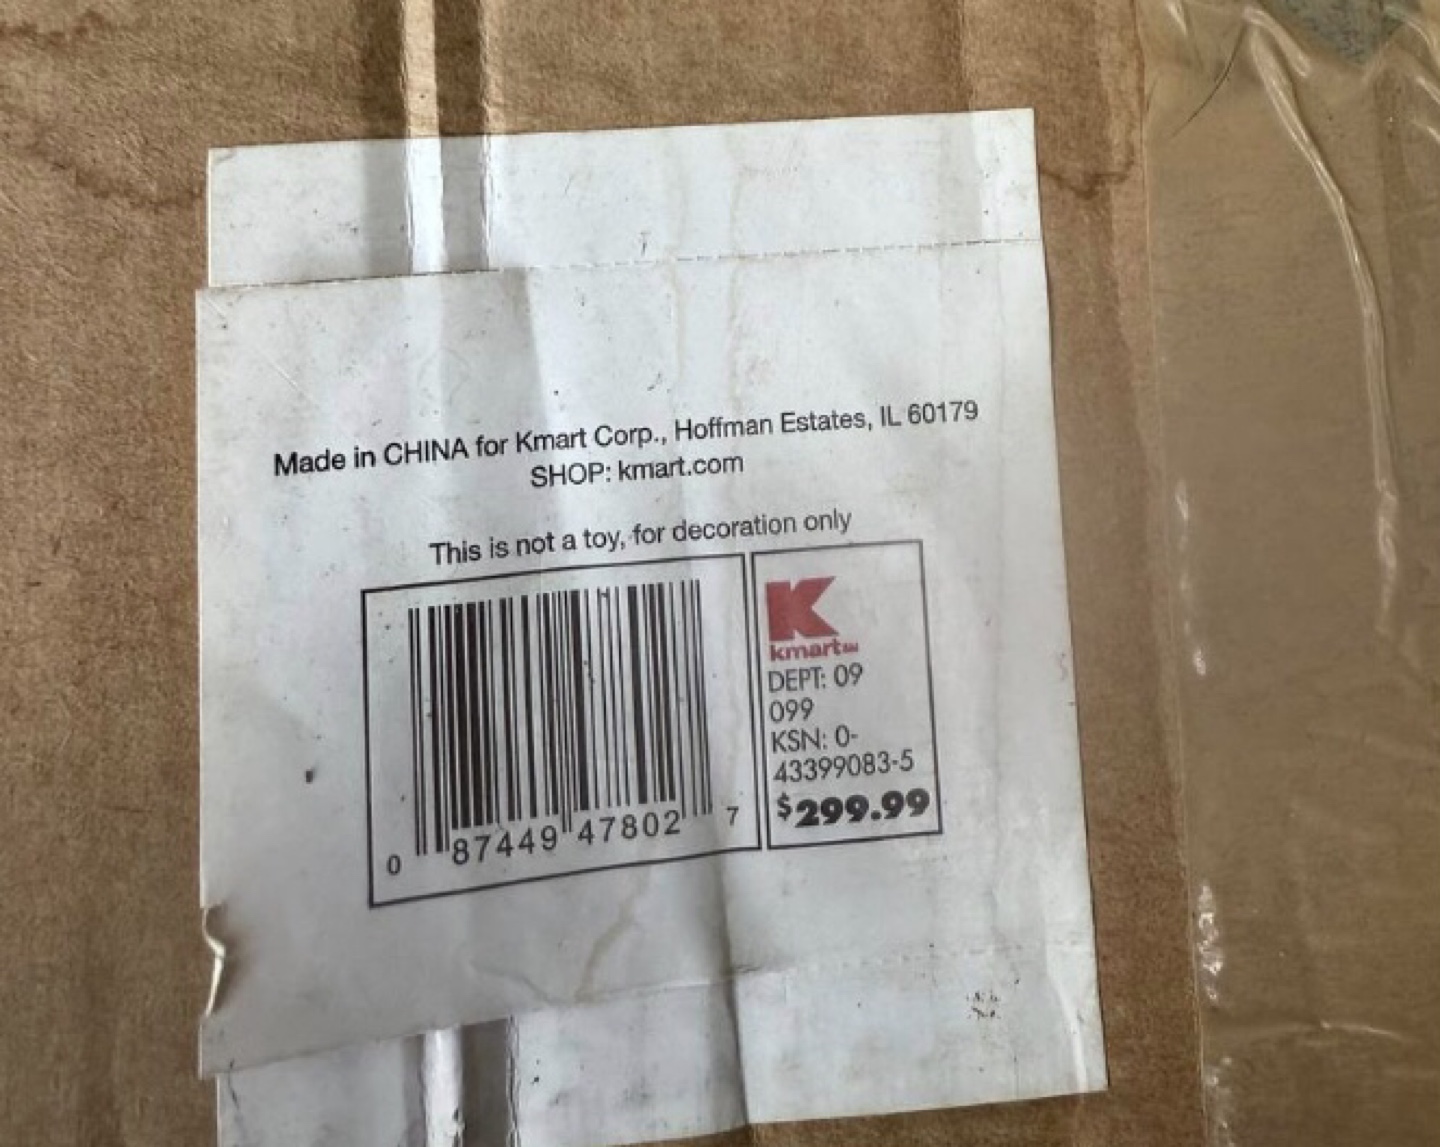 Made in CHINA for Kmart Corp., Hoffman Estates, IL 60179
SHOP: kmart.com
This is not a toy, for decoration only
0 87449 47802 7
K
kmart
DEPT: 09
099
KSN: 0-
43399083-5
$299.99